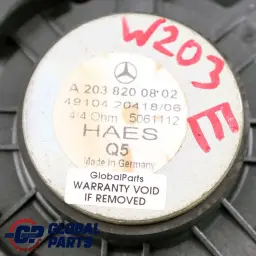 W203
E
A 203 820 08 02
49104 20418/06
4/4 Ohm 5061112
HAES
Q5
Made in Germany
GlobalParts
WARRANTY VOID
IF REMOVED
GLOBAL
PARTS